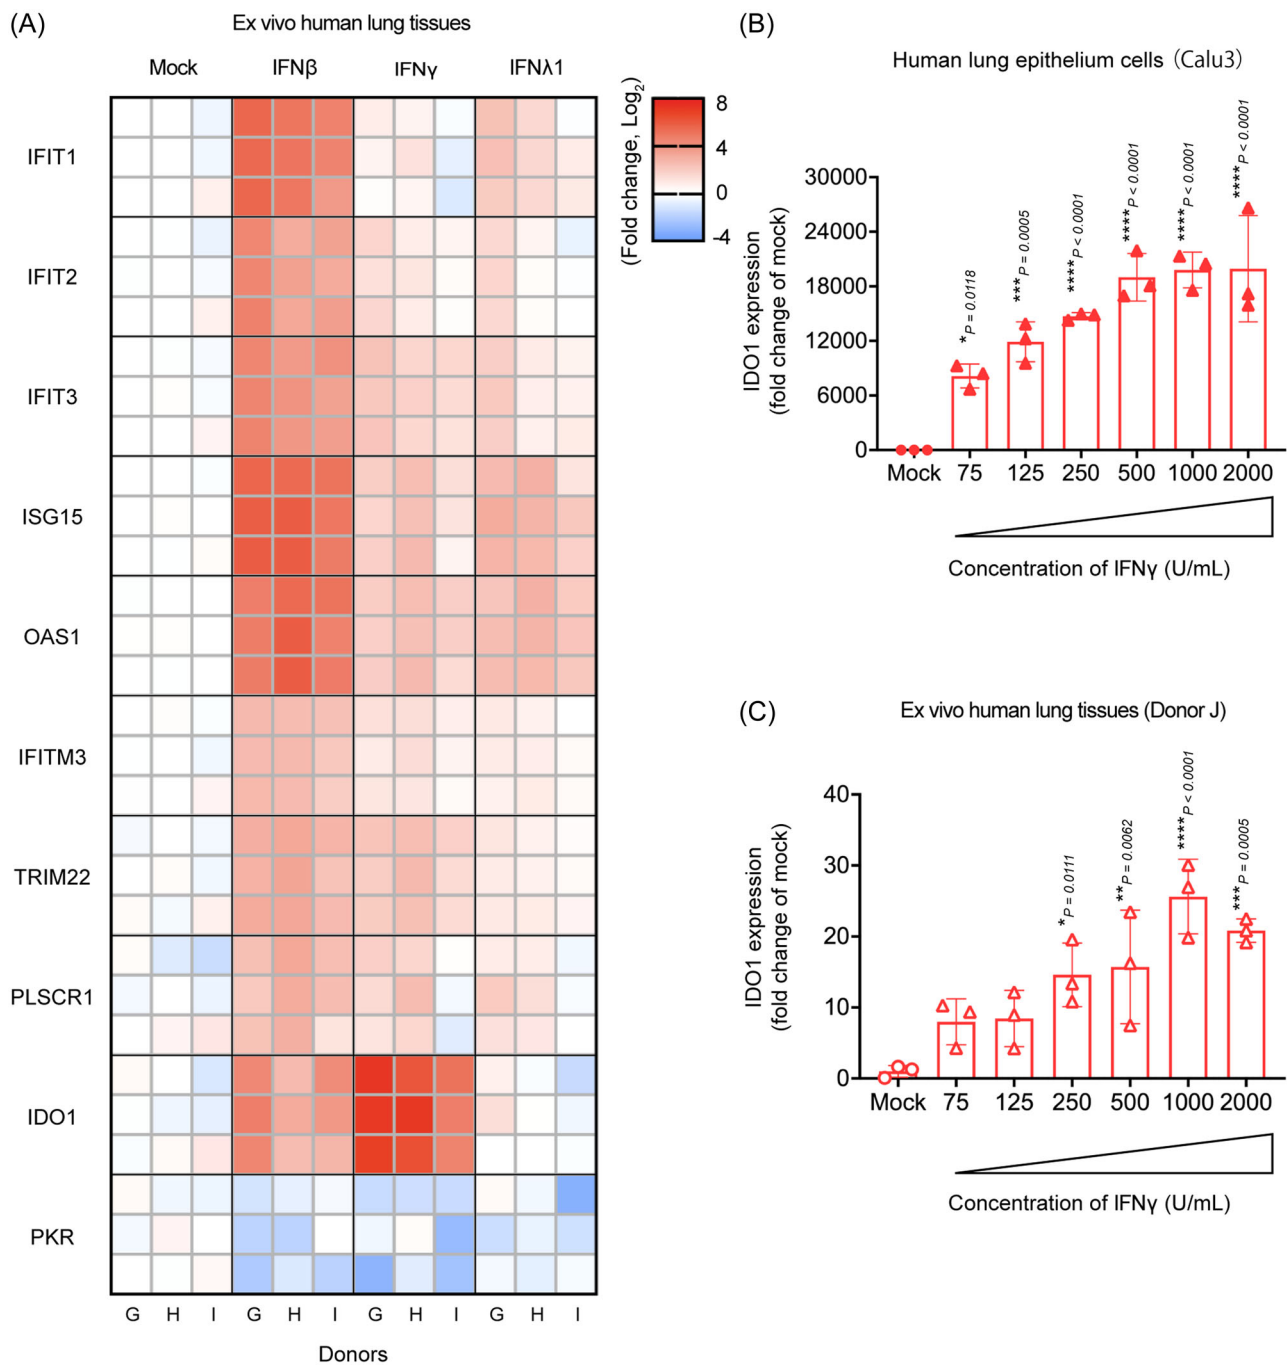 (A)
Ex vivo human lung tissues
Mock IFNβ IFNγ IFNλ1
IFIT1
IFIT2
IFIT3
ISG15
OAS1
IFITM3
TRIM22
PLSCR1
IDO1
PKR
G H I G H I G H I G H I
Donors
(Fold change, Log2)
8
4
0
-4
(B)
Human lung epithelium cells (Calu3)
IDO1 expression
(fold change of mock)
30000
24000
18000
12000
6000
0
* P = 0.0118
*** P = 0.0005
**** P < 0.0001
**** P < 0.0001
**** P < 0.0001
**** P < 0.0001
Mock 75 125 250 500 1000 2000
Concentration of IFNγ (U/mL)
(C)
Ex vivo human lung tissues (Donor J)
IDO1 expression
(fold change of mock)
40
30
20
10
0
* P = 0.0111
** P = 0.0062
**** P < 0.0001
*** P = 0.0005
Mock 75 125 250 500 1000 2000
Concentration of IFNγ (U/mL)